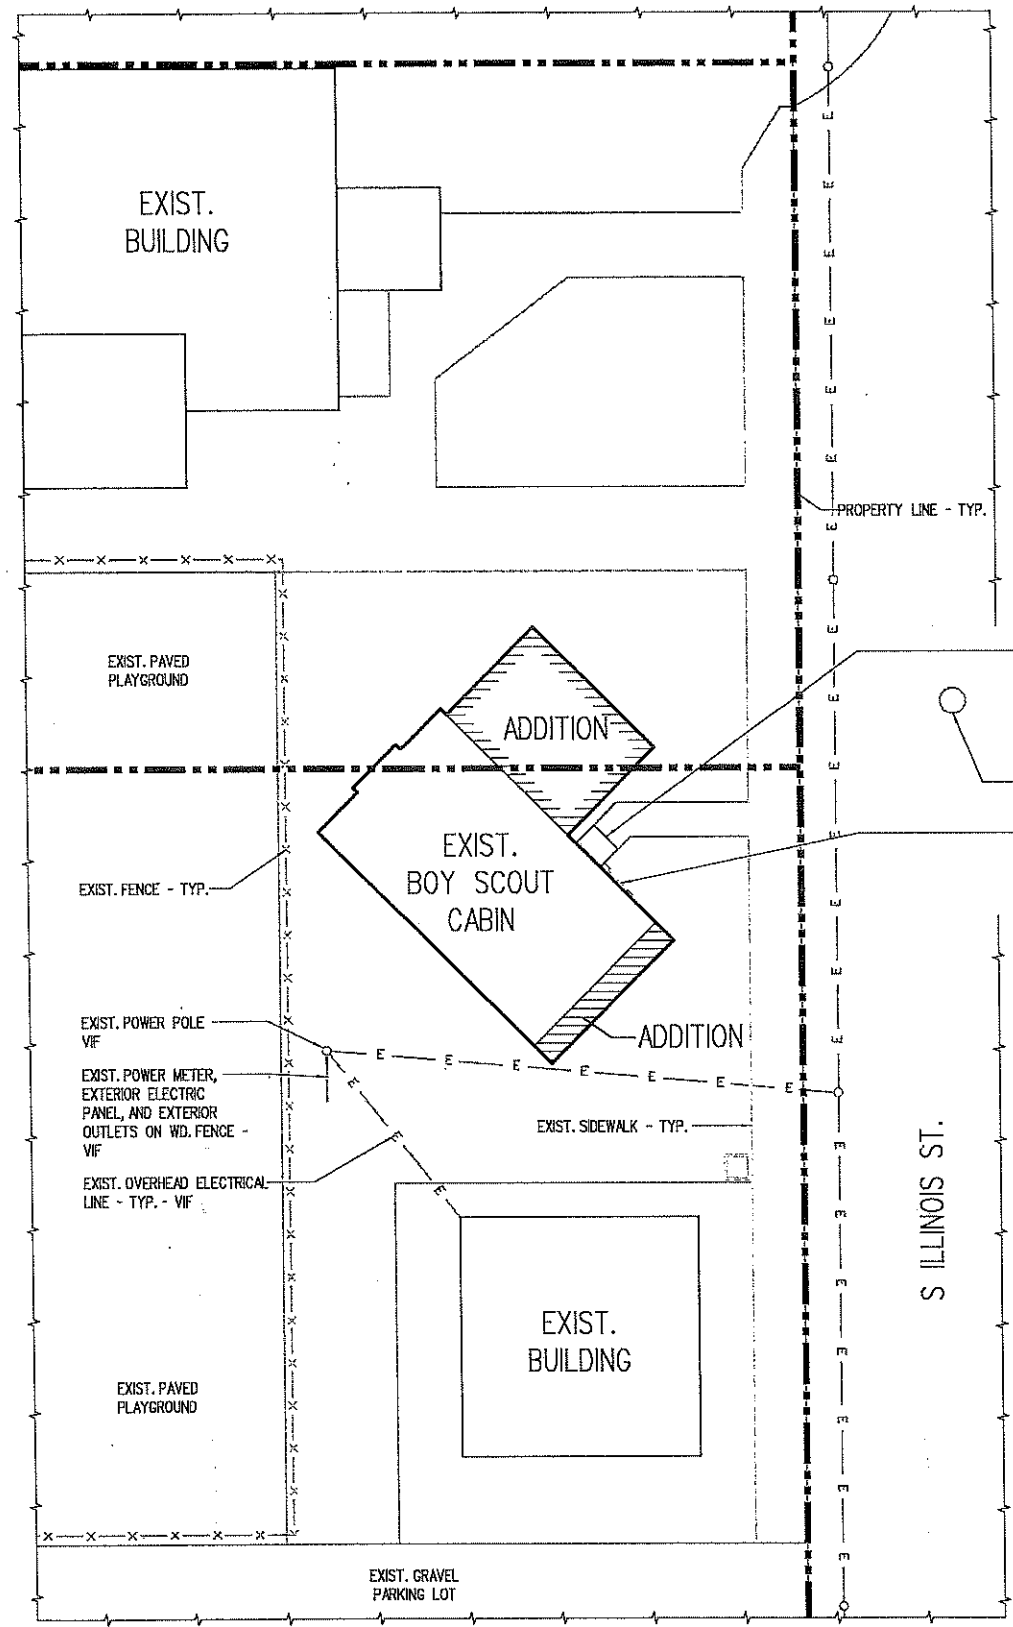 EXIST.
BUILDING
PROPERTY LINE - TYP.
EXIST. PAVED
PLAYGROUND
ADDITION
EXIST.
BOY SCOUT
CABIN
EXIST. FENCE - TYP.
EXIST. POWER POLE
VIF
ADDITION
EXIST. POWER METER,
EXTERIOR ELECTRIC
PANEL, AND EXTERIOR
OUTLETS ON WD. FENCE -
VIF
EXIST. SIDEWALK - TYP.
EXIST. OVERHEAD ELECTRICAL
LINE - TYP. - VIF
S ILLINOIS ST.
EXIST.
BUILDING
EXIST. PAVED
PLAYGROUND
EXIST. GRAVEL
PARKING LOT